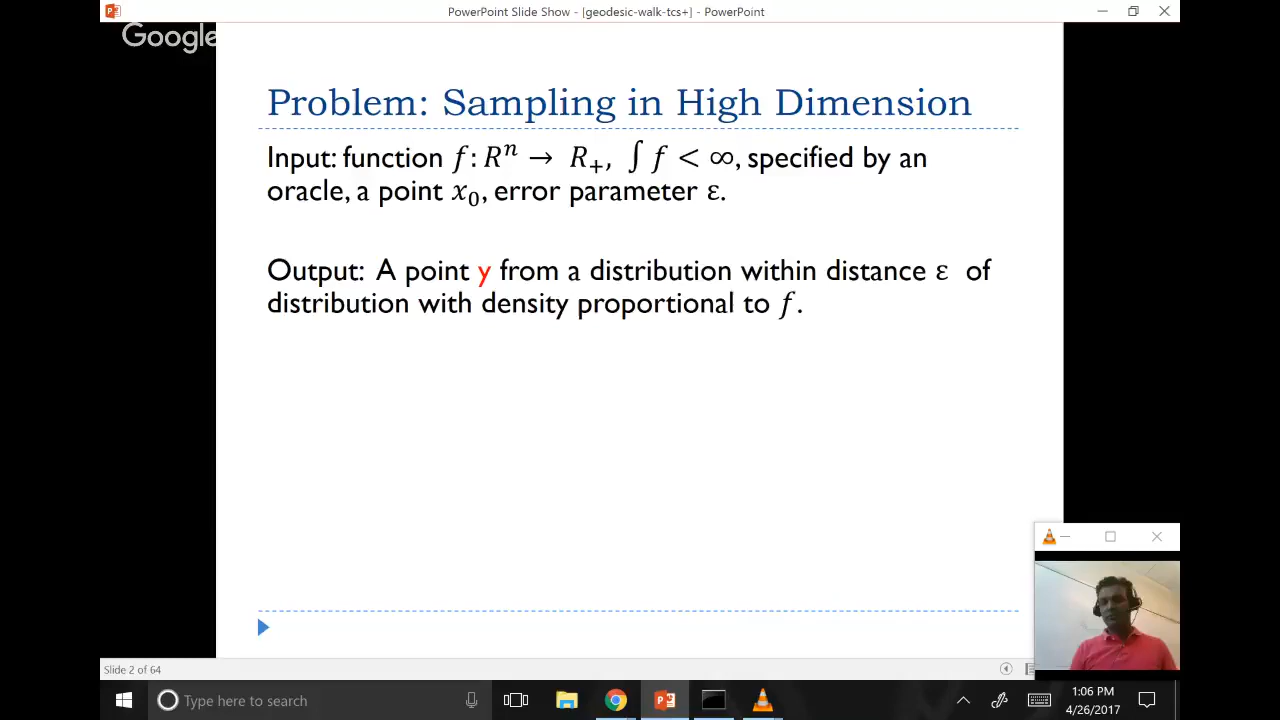 PowerPoint Slide Show - [geodesic-walk-tcs+] - PowerPoint
Google
Problem: Sampling in High Dimension
Input: function f: Rⁿ → R₊, ∫ f < ∞, specified by an
oracle, a point x₀, error parameter ε.
Output: A point y from a distribution within distance ε of
distribution with density proportional to f.
Slide 2 of 64
Type here to search
1:06 PM
4/26/2017